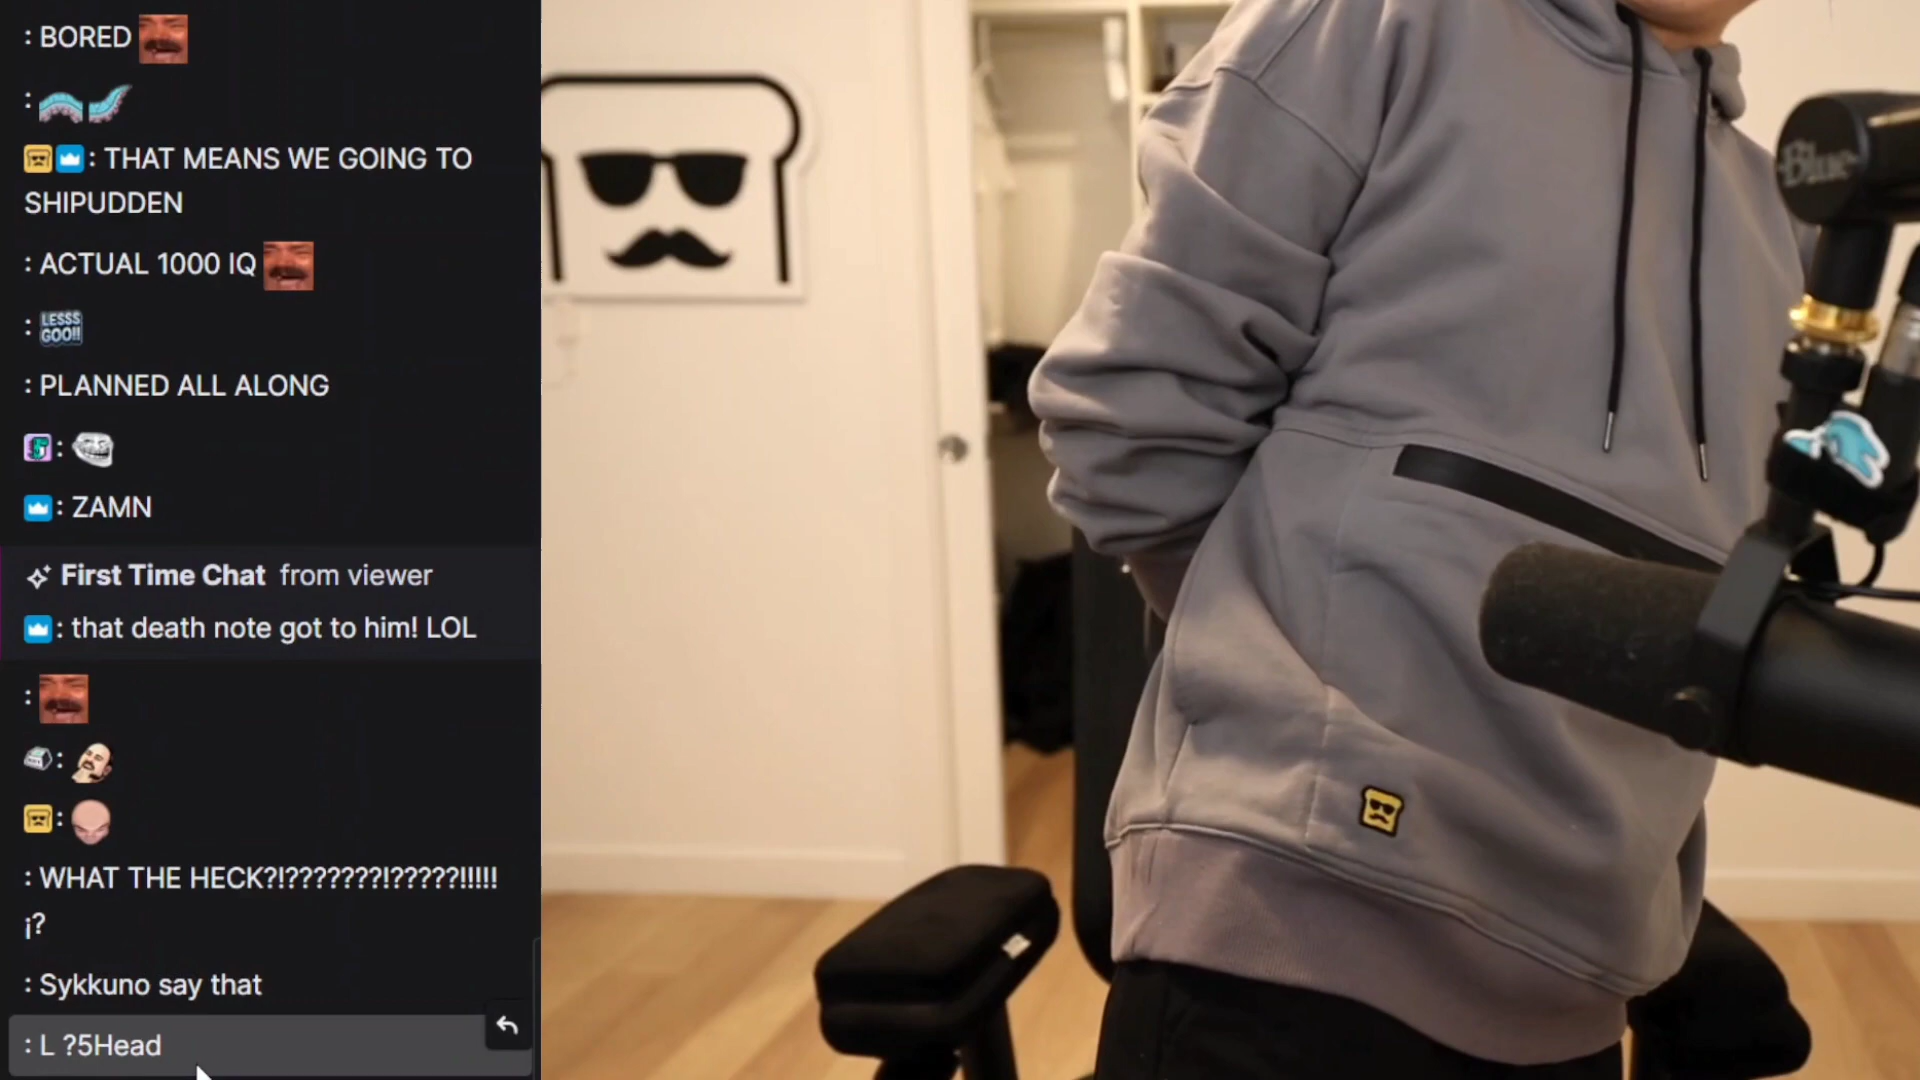 : BORED
:
: THAT MEANS WE GOING TO
SHIPUDDEN
: ACTUAL 1000 IQ
: LESSS GOO!!
: PLANNED ALL ALONG
:
: ZAMN
First Time Chat from viewer
: that death note got to him! LOL
:
:
:
: WHAT THE HECK?!???????!?????!!!!!
¡?
: Sykkuno say that
: L ?5Head
Blue